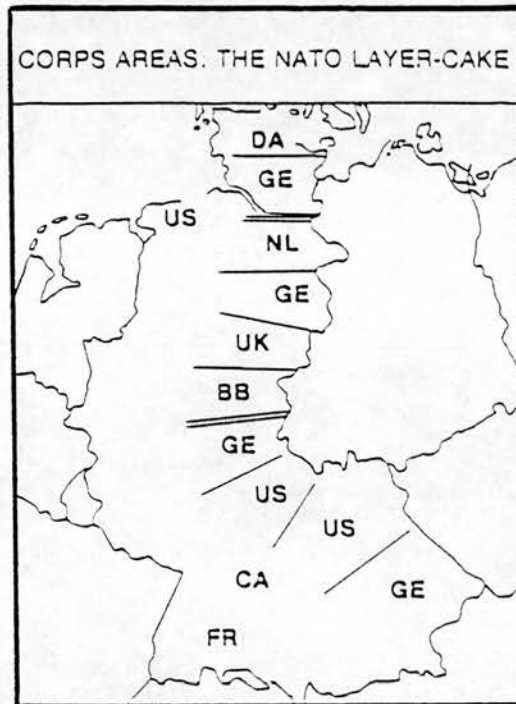 CORPS AREAS. THE NATO LAYER-CAKE
DA
GE
US
NL
GE
UK
BB
GE
US
US
CA
GE
FR